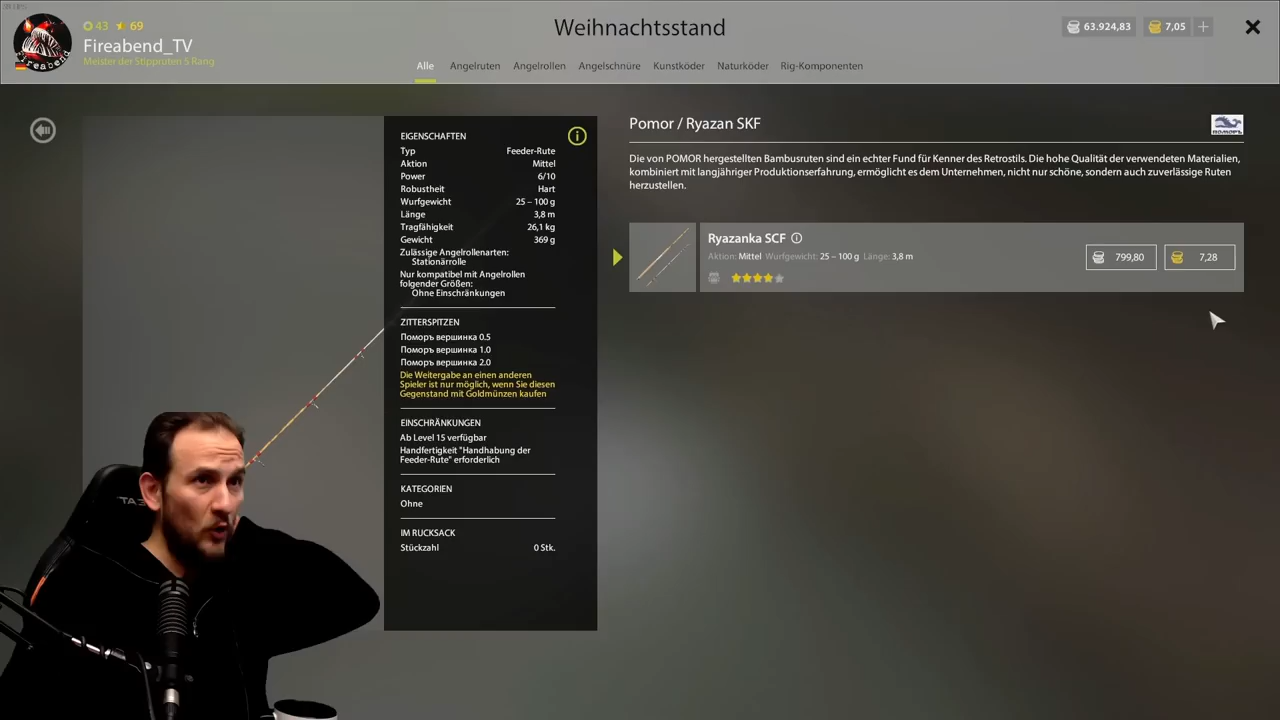 43 69
Fireabend_TV
Meister der Stippruten 5 Rang
Weihnachtsstand
63.924,83
7,05
Alle
Angelruten
Angelrollen
Angelschnüre
Kunstköder
Naturköder
Rig-Komponenten
EIGENSCHAFTEN
Typ Feeder-Rute
Aktion Mittel
Power 6/10
Robustheit Hart
Wurfgewicht 25 – 100 g
Länge 3,8 m
Tragfähigkeit 26,1 kg
Gewicht 369 g
Zulässige Angelrollenarten:
Stationärrolle
Nur kompatibel mit Angelrollen
folgender Größen:
Ohne Einschränkungen
ZITTERSPITZEN
Поморъ вершинка 0.5
Поморъ вершинка 1.0
Поморъ вершинка 2.0
Die Weitergabe an einen anderen
Spieler ist nur möglich, wenn Sie diesen
Gegenstand mit Goldmünzen kaufen
EINSCHRÄNKUNGEN
Ab Level 15 verfügbar
Handfertigkeit "Handhabung der
Feeder-Rute" erforderlich
KATEGORIEN
Ohne
IM RUCKSACK
Stückzahl 0 Stk.
Pomor / Ryazan SKF
ПОМОРЪ
Die von POMOR hergestellten Bambusruten sind ein echter Fund für Kenner des Retrostils. Die hohe Qualität der verwendeten Materialien,
kombiniert mit langjähriger Produktionserfahrung, ermöglicht es dem Unternehmen, nicht nur schöne, sondern auch zuverlässige Ruten
herzustellen.
Ryazanka SCF
Aktion: Mittel Wurfgewicht: 25 – 100 g Länge: 3,8 m
799,80
7,28